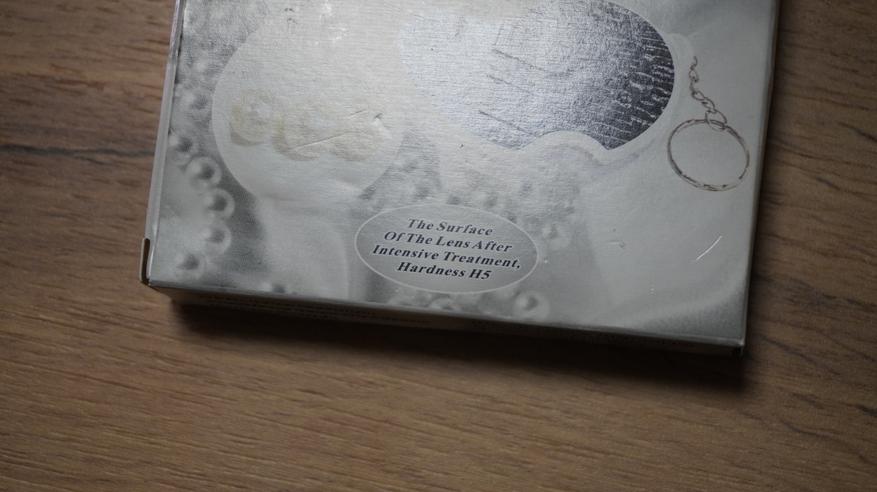 The Surface
Of The Lens After
Intensive Treatment,
Hardness H5